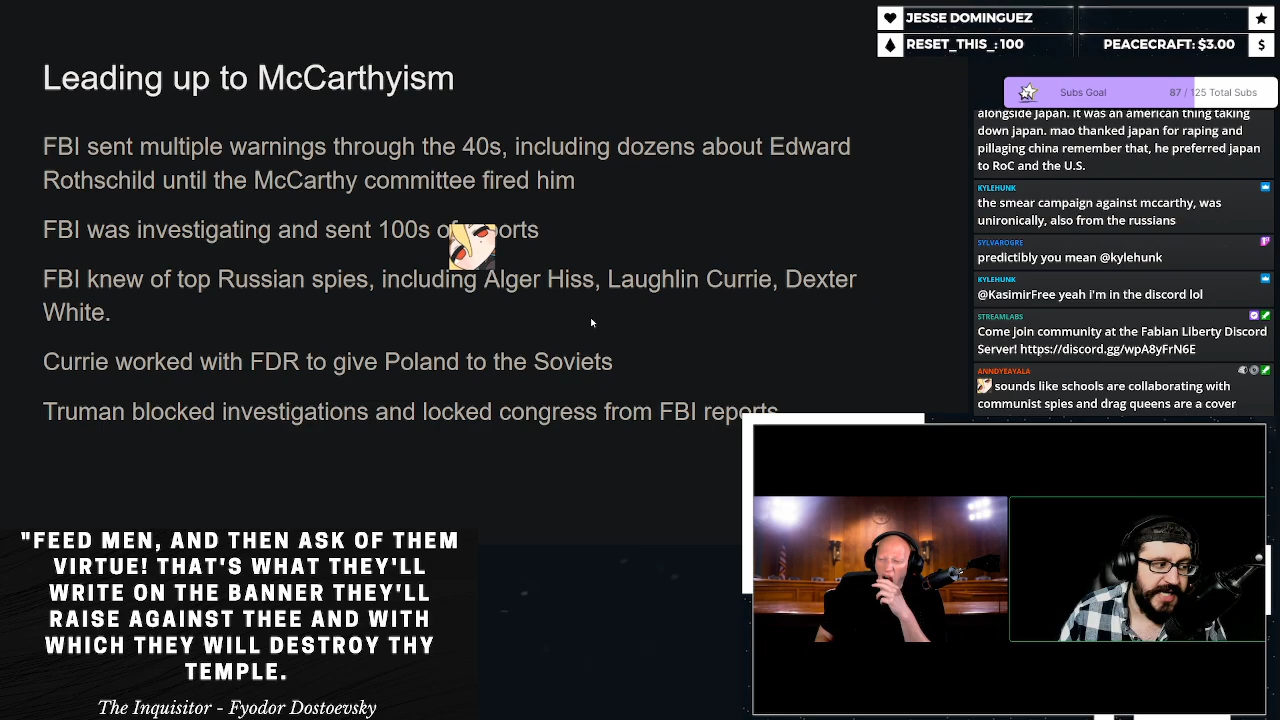 Leading up to McCarthyism
FBI sent multiple warnings through the 40s, including dozens about Edward
Rothschild until the McCarthy committee fired him
FBI was investigating and sent 100s of orts
FBI knew of top Russian spies, including Alger Hiss, Laughlin Currie, Dexter
White.
Currie worked with FDR to give Poland to the Soviets
Truman blocked investigations and locked congress from FBI reports
"FEED MEN, AND THEN ASK OF THEM
VIRTUE! THAT'S WHAT THEY'LL
WRITE ON THE BANNER THEY'LL
RAISE AGAINST THEE AND WITH
WHICH THEY WILL DESTROY THY
TEMPLE.
The Inquisitor - Fyodor Dostoevsky
JESSE DOMINGUEZ
RESET_THIS_: 100
PEACECRAFT: $3.00
$
Subs Goal
87 / 125 Total Subs
alongside Japan. it was an american thing taking
down japan. mao thanked japan for raping and
pillaging china remember that, he preferred japan
to RoC and the U.S.
KYLEHUNK
the smear campaign against mccarthy, was
unironically, also from the russians
SYLVAROGRE
predictibly you mean @kylehunk
KYLEHUNK
@KasimirFree yeah i'm in the discord lol
STREAMLABS
Come join community at the Fabian Liberty Discord
Server! https://discord.gg/wpA8yFrN6E
ANNDYEAYALA
sounds like schools are collaborating with
communist spies and drag queens are a cover